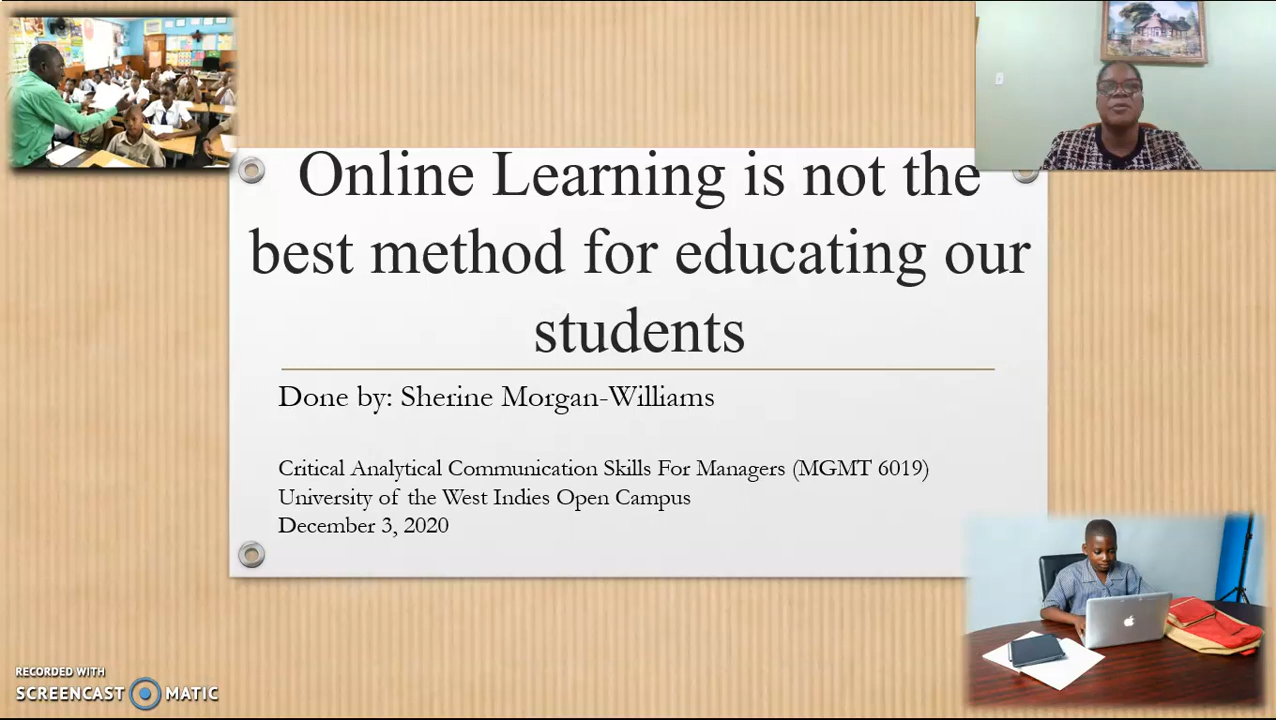 Online Learning is not the
best method for educating our
students
Done by: Sherine Morgan-Williams
Critical Analytical Communication Skills For Managers (MGMT 6019)
University of the West Indies Open Campus
December 3, 2020
RECORDED WITH
SCREENCAST MATIC